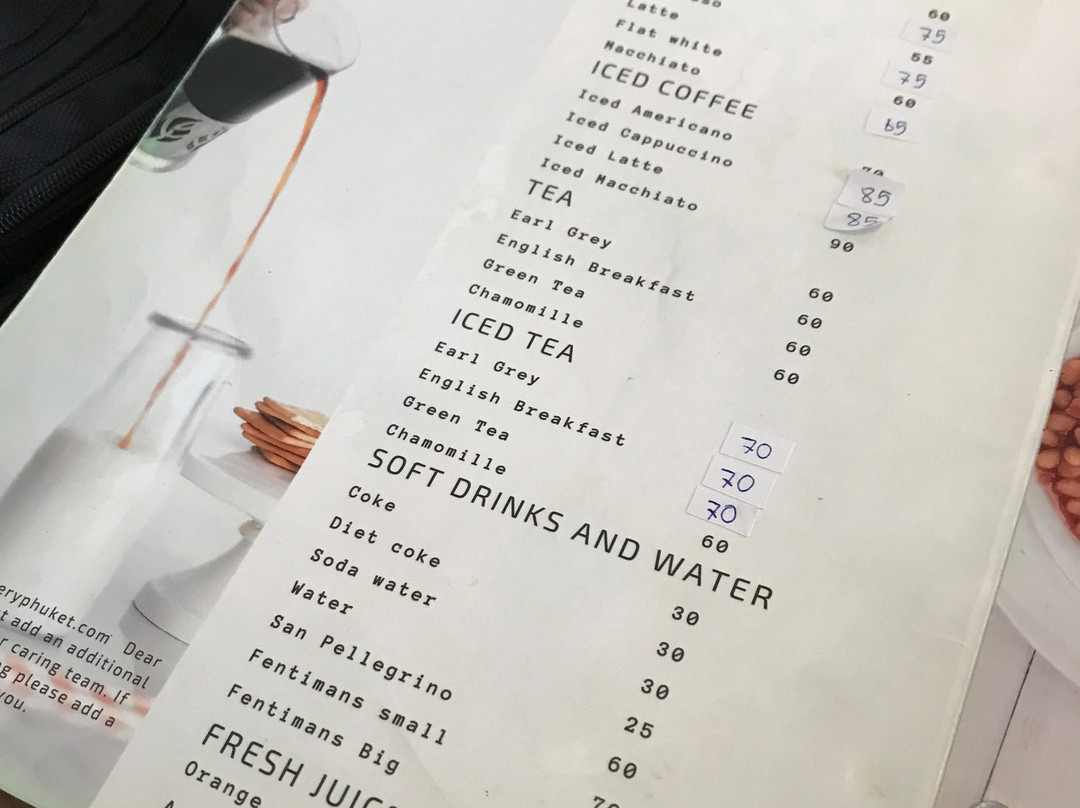 60
75
55
Latte 75
Flat white 60
Macchiato 65
ICED COFFEE
Iced Americano
Iced Cappuccino 85
Iced Latte 85
Iced Macchiato 90
TEA
Earl Grey 60
English Breakfast 60
Green Tea 60
Chamomille 60
ICED TEA
Earl Grey 70
English Breakfast 70
Green Tea 70
Chamomille 60
SOFT DRINKS AND WATER
Coke 30
Diet coke 30
Soda water 30
Water 25
San Pellegrino 60
Fentimans small
Fentimans Big
FRESH JUIC
Orange
eryphuket.com Dear
t add an additional
r caring team. If
g please add a
you.